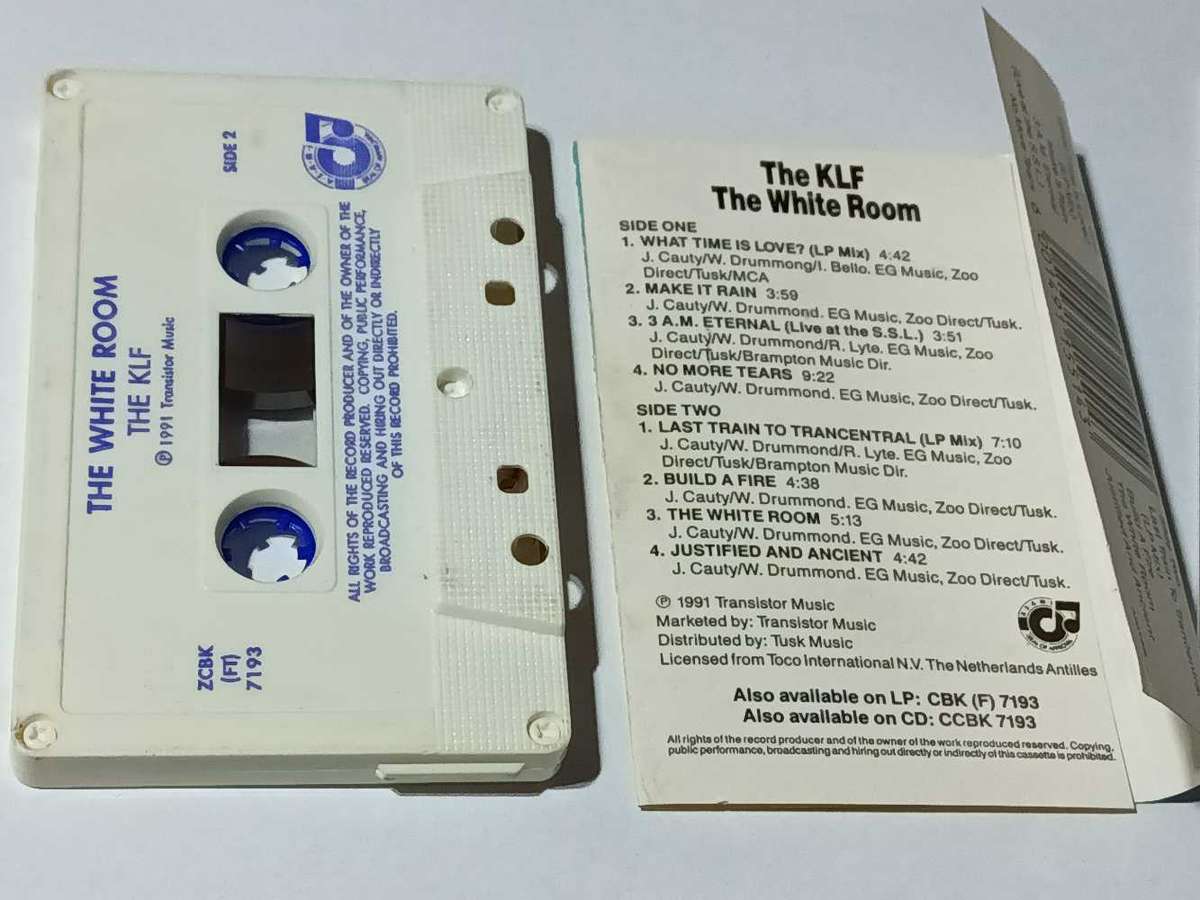 THE WHITE ROOM
THE KLF
℗ 1991 Transistor Music
SIDE 2
ZCBK
(FT)
7193
ALL RIGHTS OF THE RECORD PRODUCER AND OF THE OWNER OF THE
WORK REPRODUCED RESERVED. COPYING, PUBLIC PERFORMANCE,
BROADCASTING AND HIRING OUT DIRECTLY OR INDIRECTLY
OF THIS RECORD PROHIBITED.
The KLF
The White Room
SIDE ONE
1. WHAT TIME IS LOVE? (LP Mix) 4:42
J. Cauty/W. Drummong/I. Bello. EG Music, Zoo
Direct/Tusk/MCA
2. MAKE IT RAIN 3:59
J. Cauty/W. Drummond. EG Music, Zoo Direct/Tusk.
3. 3 A.M. ETERNAL (Live at the S.S.L.) 3:51
J. Cauty/W. Drummond/R. Lyte. EG Music, Zoo
Direct/Tusk/Brampton Music Dir.
4. NO MORE TEARS 9:22
J. Cauty/W. Drummond. EG Music, Zoo Direct/Tusk.
SIDE TWO
1. LAST TRAIN TO TRANCENTRAL (LP Mix) 7:10
J. Cauty/W. Drummond/R. Lyte. EG Music, Zoo
Direct/Tusk/Brampton Music Dir.
2. BUILD A FIRE 4:38
J. Cauty/W. Drummond. EG Music, Zoo Direct/Tusk.
3. THE WHITE ROOM 5:13
J. Cauty/W. Drummond. EG Music, Zoo Direct/Tusk.
4. JUSTIFIED AND ANCIENT 4:42
J. Cauty/W. Drummond. EG Music, Zoo Direct/Tusk.
℗ 1991 Transistor Music
Marketed by: Transistor Music
Distributed by: Tusk Music
Licensed from Toco International N.V. The Netherlands Antilles
Also available on LP: CBK (F) 7193
Also available on CD: CCBK 7193
All rights of the record producer and of the owner of the work reproduced reserved. Copying,
public performance, broadcasting and hiring out directly or indirectly of this cassette is prohibited.